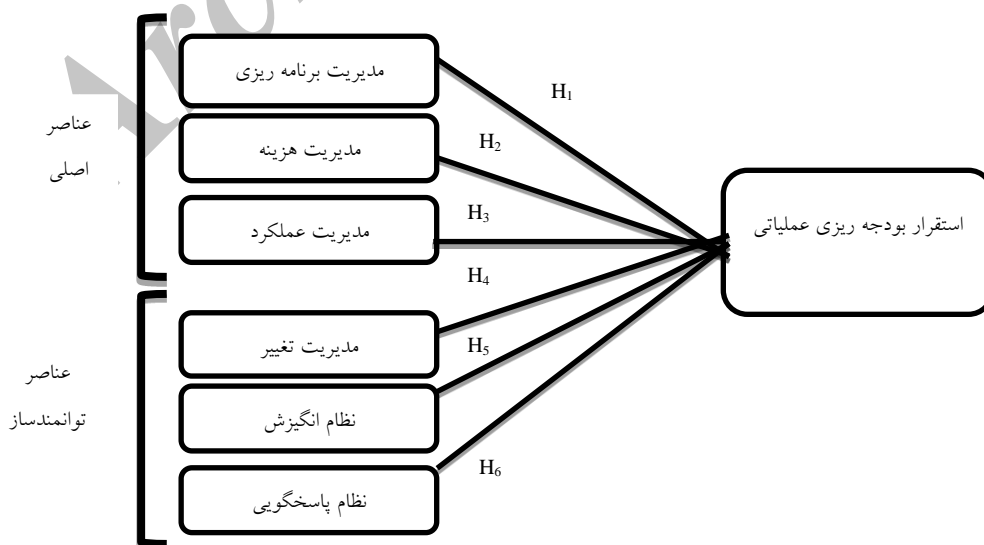 مدیریت برنامه ریزی
مدیریت هزینه
مدیریت عملکرد
عناصر
اصلی
مدیریت تغییر
نظام انگیزش
نظام پاسخگویی
عناصر
توانمندساز
H₁
H₂
H₃
H₄
H₅
H₆
استقرار بودجه ریزی عملیاتی